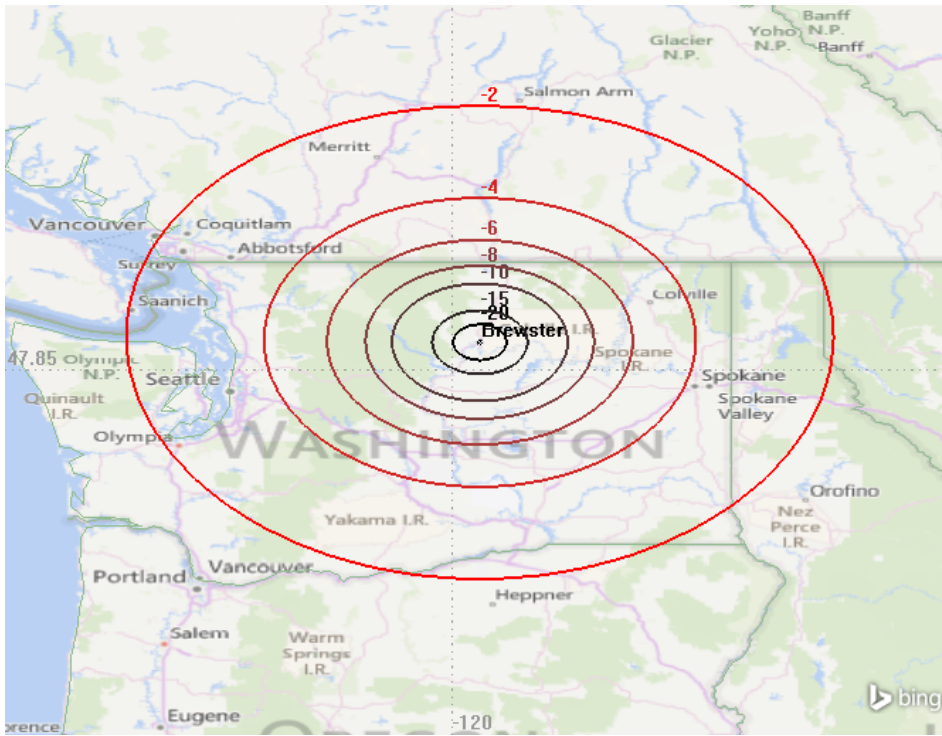 Banff
N.P.
Glacier
N.P.
Yoho
N.P.
Banff
-2
Salmon Arm
Merritt
-4
Vancouver
Coquitlam
-6
Abbotsford
Surrey
-8
-10
Saanich
-15
Colville
-20
Brewster
I.R.
47.85
Olympic
N.P.
Spokane
I.R.
Seattle
Spokane
Quinault
I.R.
Spokane
Valley
Olympia
WASHINGTON
Orofino
Yakama I.R.
Nez
Perce
I.R.
Vancouver
Portland
Heppner
Salem
Warm
Springs
I.R.
bing
Eugene
-120
orence
OREGON